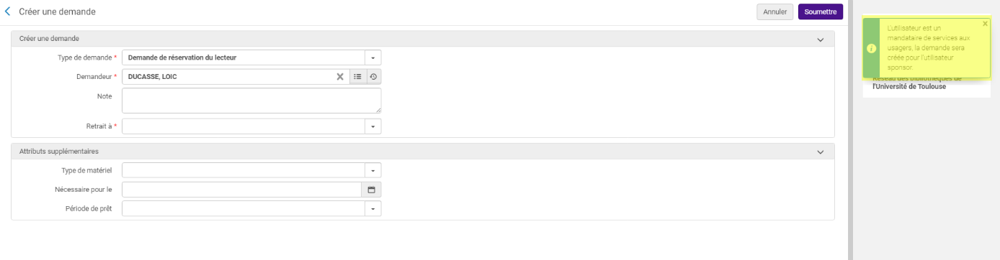 Créer une demande
Annuler
Soumettre
Créer une demande
Type de demande *
Demande de réservation du lecteur
Demandeur *
DUCASSE, LOIC
Note
Retrait à *
Attributs supplémentaires
Type de matériel
Nécessaire pour le
Période de prêt
L'utilisateur est un
mandataire de services aux
usagers, la demande sera
créée pour l'utilisateur
sponsor.
Réseau des bibliothèques de
l'Université de Toulouse